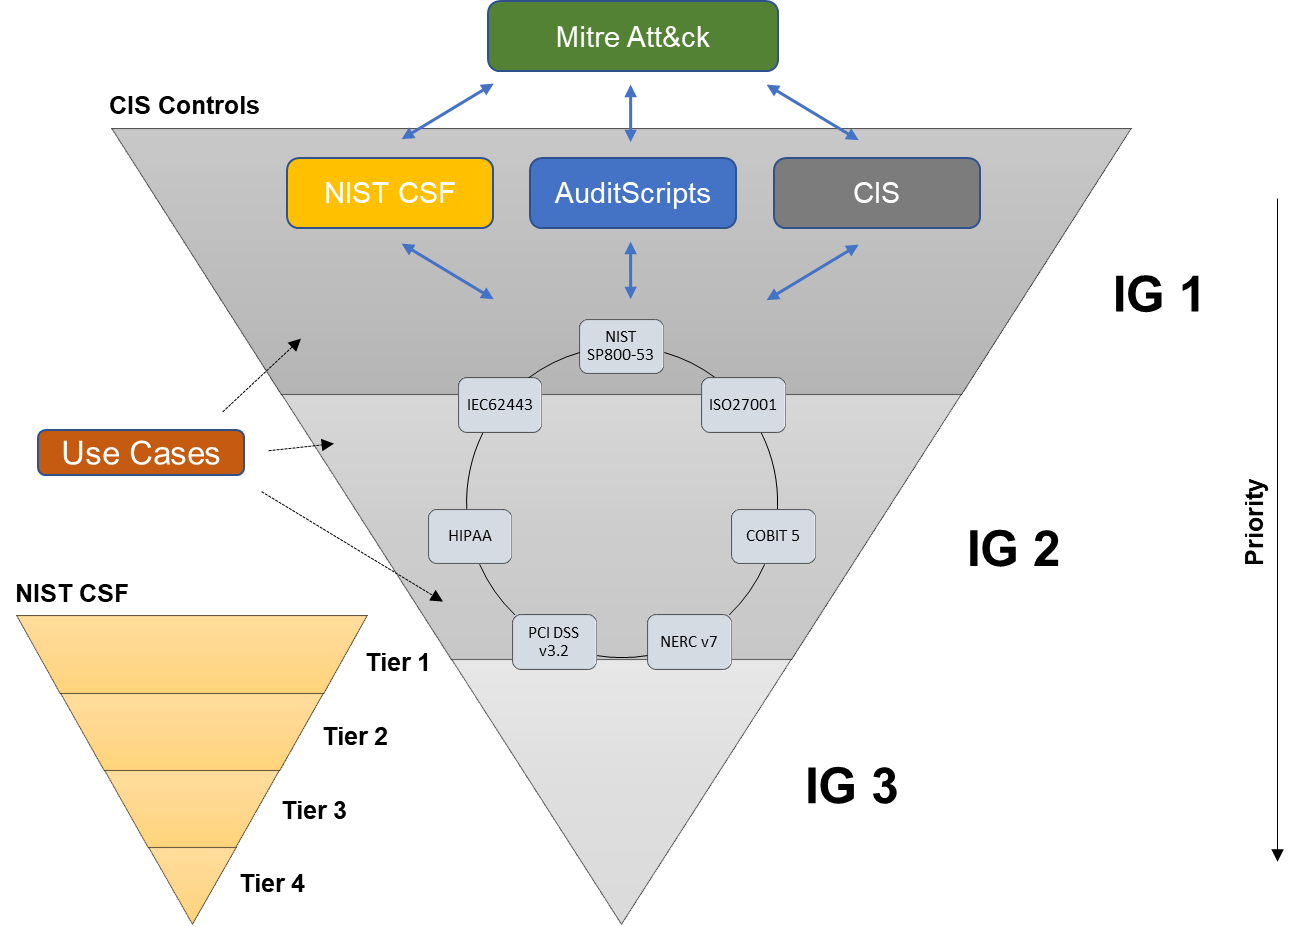 Mitre Att&ck
CIS Controls
NIST CSF
AuditScripts
CIS
IG 1
NIST
SP800-53
IEC62443
ISO27001
Use Cases
HIPAA
COBIT 5
IG 2
Priority
NIST CSF
PCI DSS
v3.2
NERC v7
Tier 1
Tier 2
IG 3
Tier 3
Tier 4